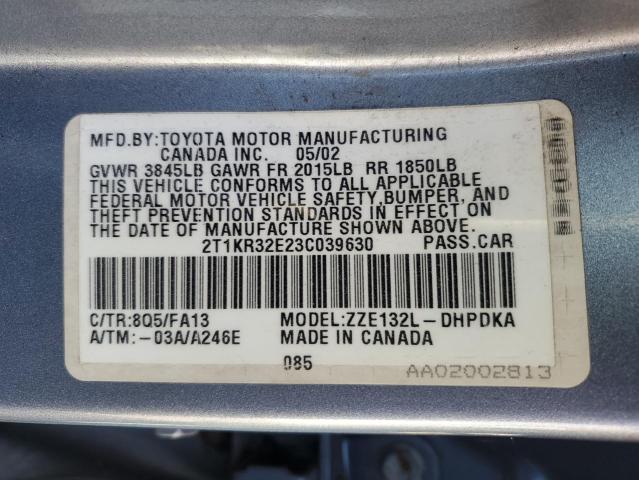 MFD.BY:TOYOTA MOTOR MANUFACTURING
CANADA INC. 05/02
GVWR 3845LB GAWR FR 2015LB RR 1850LB
THIS VEHICLE CONFORMS TO ALL APPLICABLE
FEDERAL MOTOR VEHICLE SAFETY,BUMPER, AND
THEFT PREVENTION STANDARDS IN EFFECT ON
THE DATE OF MANUFACTURE SHOWN ABOVE.
2T1KR32E23C039630 PASS.CAR
C/TR:8Q5/FA13 MODEL:ZZE132L-DHPDKA
A/TM:-03A/A246E MADE IN CANADA
085
AA02002813